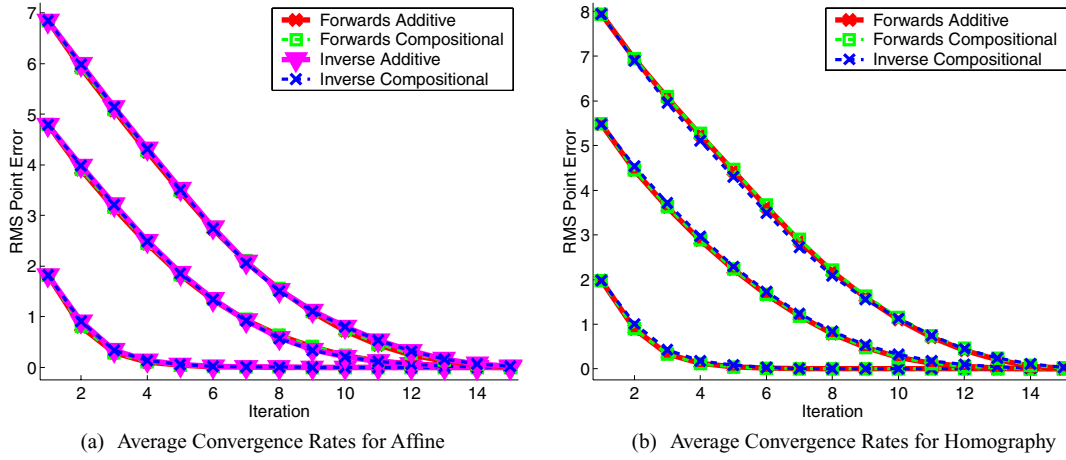 7
6
5
4
3
2
1
0
RMS Point Error
2 4 6 8 10 12 14
Iteration
Forwards Additive
Forwards Compositional
Inverse Additive
Inverse Compositional
(a) Average Convergence Rates for Affine
8
7
6
5
4
3
2
1
0
RMS Point Error
2 4 6 8 10 12 14
Iteration
Forwards Additive
Forwards Compositional
Inverse Compositional
(b) Average Convergence Rates for Homography